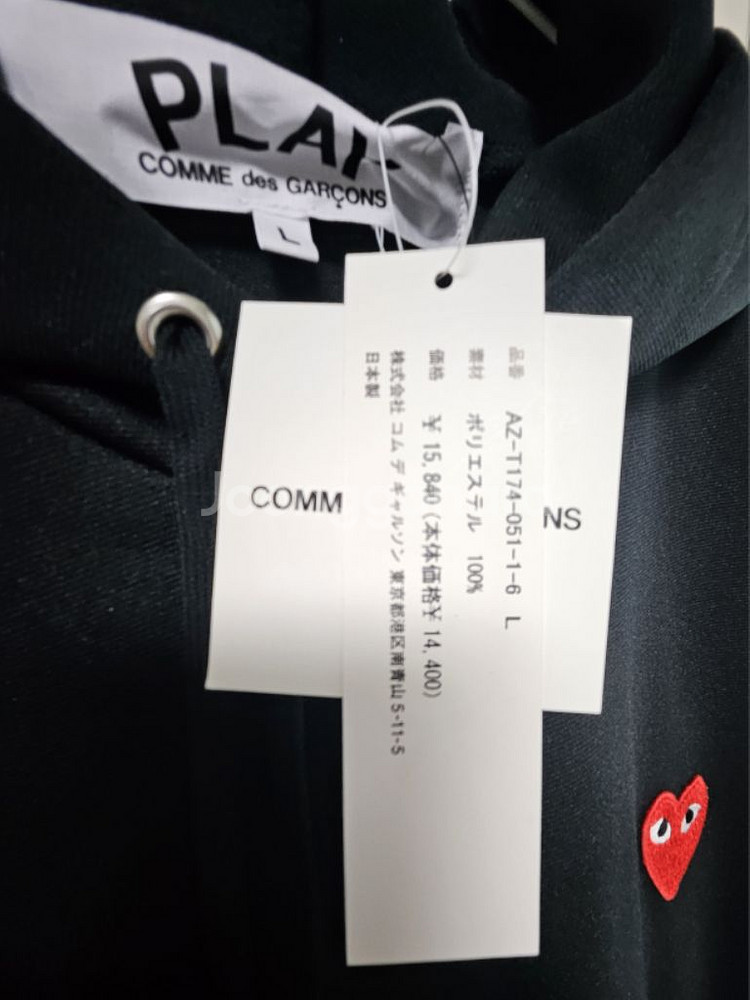 PLAY
COMME des GARÇONS
L
COMM
NS
品番 AZ-T174-051-1-6 L
素材 ポリエステル 100%
価格 ¥ 15,840 (本体価格¥ 14,400)
株式会社 コム デ ギャルソン 東京都港区南青山 5-11-5
日本製